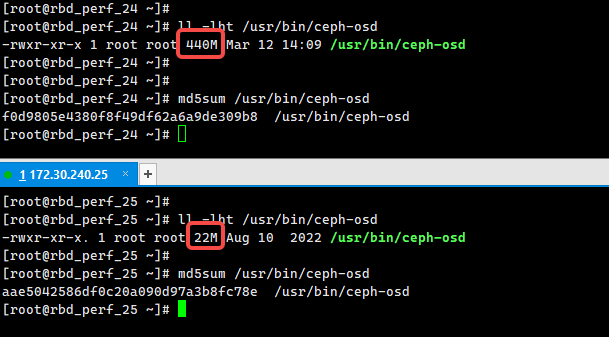 [root@rbd_perf_24 ~]#
[root@rbd_perf_24 ~]# ll -lht /usr/bin/ceph-osd
-rwxr-xr-x 1 root root 440M Mar 12 14:09 /usr/bin/ceph-osd
[root@rbd_perf_24 ~]#
[root@rbd_perf_24 ~]#
[root@rbd_perf_24 ~]# md5sum /usr/bin/ceph-osd
f0d9805e4380f8f49df62a6a9de309b8  /usr/bin/ceph-osd
[root@rbd_perf_24 ~]#
1 172.30.240.25 × +
[root@rbd_perf_25 ~]#
[root@rbd_perf_25 ~]# ll -lht /usr/bin/ceph-osd
-rwxr-xr-x. 1 root root 22M Aug 10  2022 /usr/bin/ceph-osd
[root@rbd_perf_25 ~]#
[root@rbd_perf_25 ~]# md5sum /usr/bin/ceph-osd
aae5042586df0c20a090d97a3b8fc78e  /usr/bin/ceph-osd
[root@rbd_perf_25 ~]#